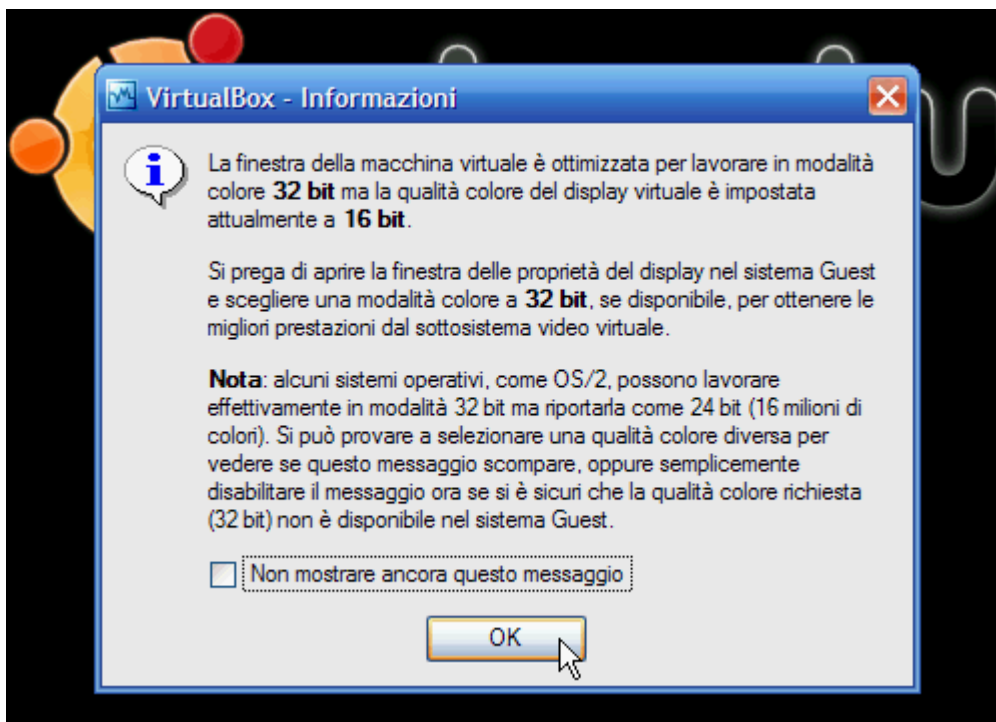 VirtualBox - Informazioni
La finestra della macchina virtuale è ottimizzata per lavorare in modalità
colore 32 bit ma la qualità colore del display virtuale è impostata
attualmente a 16 bit.
Si prega di aprire la finestra delle proprietà del display nel sistema Guest
e scegliere una modalità colore a 32 bit, se disponibile, per ottenere le
migliori prestazioni dal sottosistema video virtuale.
Nota: alcuni sistemi operativi, come OS/2, possono lavorare
effettivamente in modalità 32 bit ma riportarla come 24 bit (16 milioni di
colori). Si può provare a selezionare una qualità colore diversa per
vedere se questo messaggio scompare, oppure semplicemente
disabilitare il messaggio ora se si è sicuri che la qualità colore richiesta
(32 bit) non è disponibile nel sistema Guest.
Non mostrare ancora questo messaggio
OK